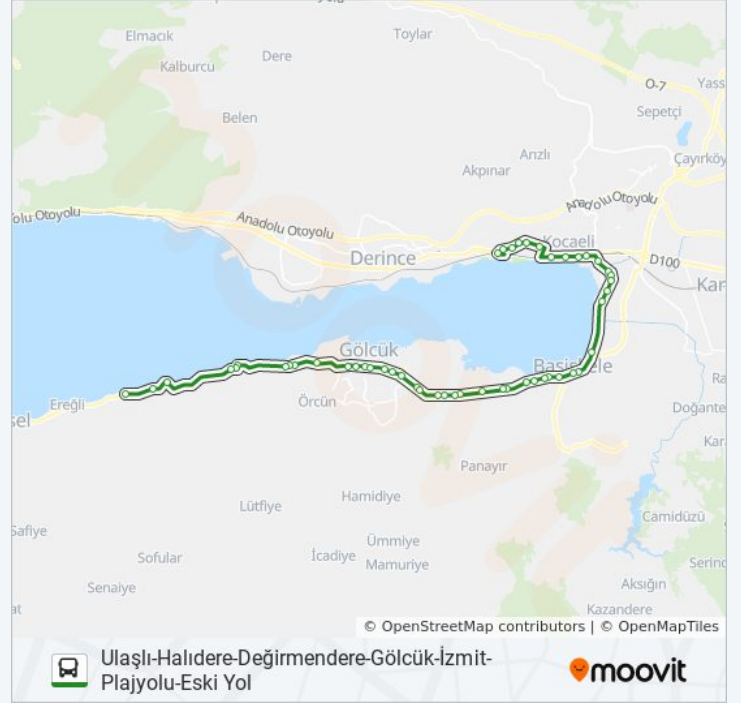 Elmacık
Toylar
Dere
Kalburcu
O-7
Yass
Sepetçi
Belen
Arızlı
Çayırköy
Akpınar
Anadolu Otoyolu
olu Otoyolu
Anadolu Otoyolu
Kocaeli
Derince
D100
Kar
Gölcük
Başiskele
Ra
Ereğli
Örcün
sel
Doğante
Kar
Panayır
Hamidiye
Lütfiye
Camidüzü
Safiye
Ümmiye
İcadiye
Sofular
Mamuriye
Serind
Senaiye
Aksığın
at
Kazandere
© OpenStreetMap contributors | © OpenMapTiles
Ulaşlı-Halıdere-Değirmendere-Gölcük-İzmit-
Plajyolu-Eski Yol
moovit